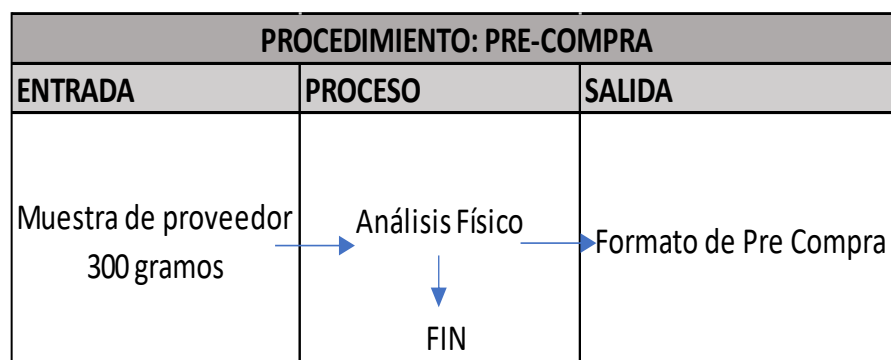 PROCEDIMIENTO: PRE-COMPRA
ENTRADA
PROCESO
SALIDA
Muestra de proveedor
300 gramos
Análisis Físico
Formato de Pre Compra
FIN